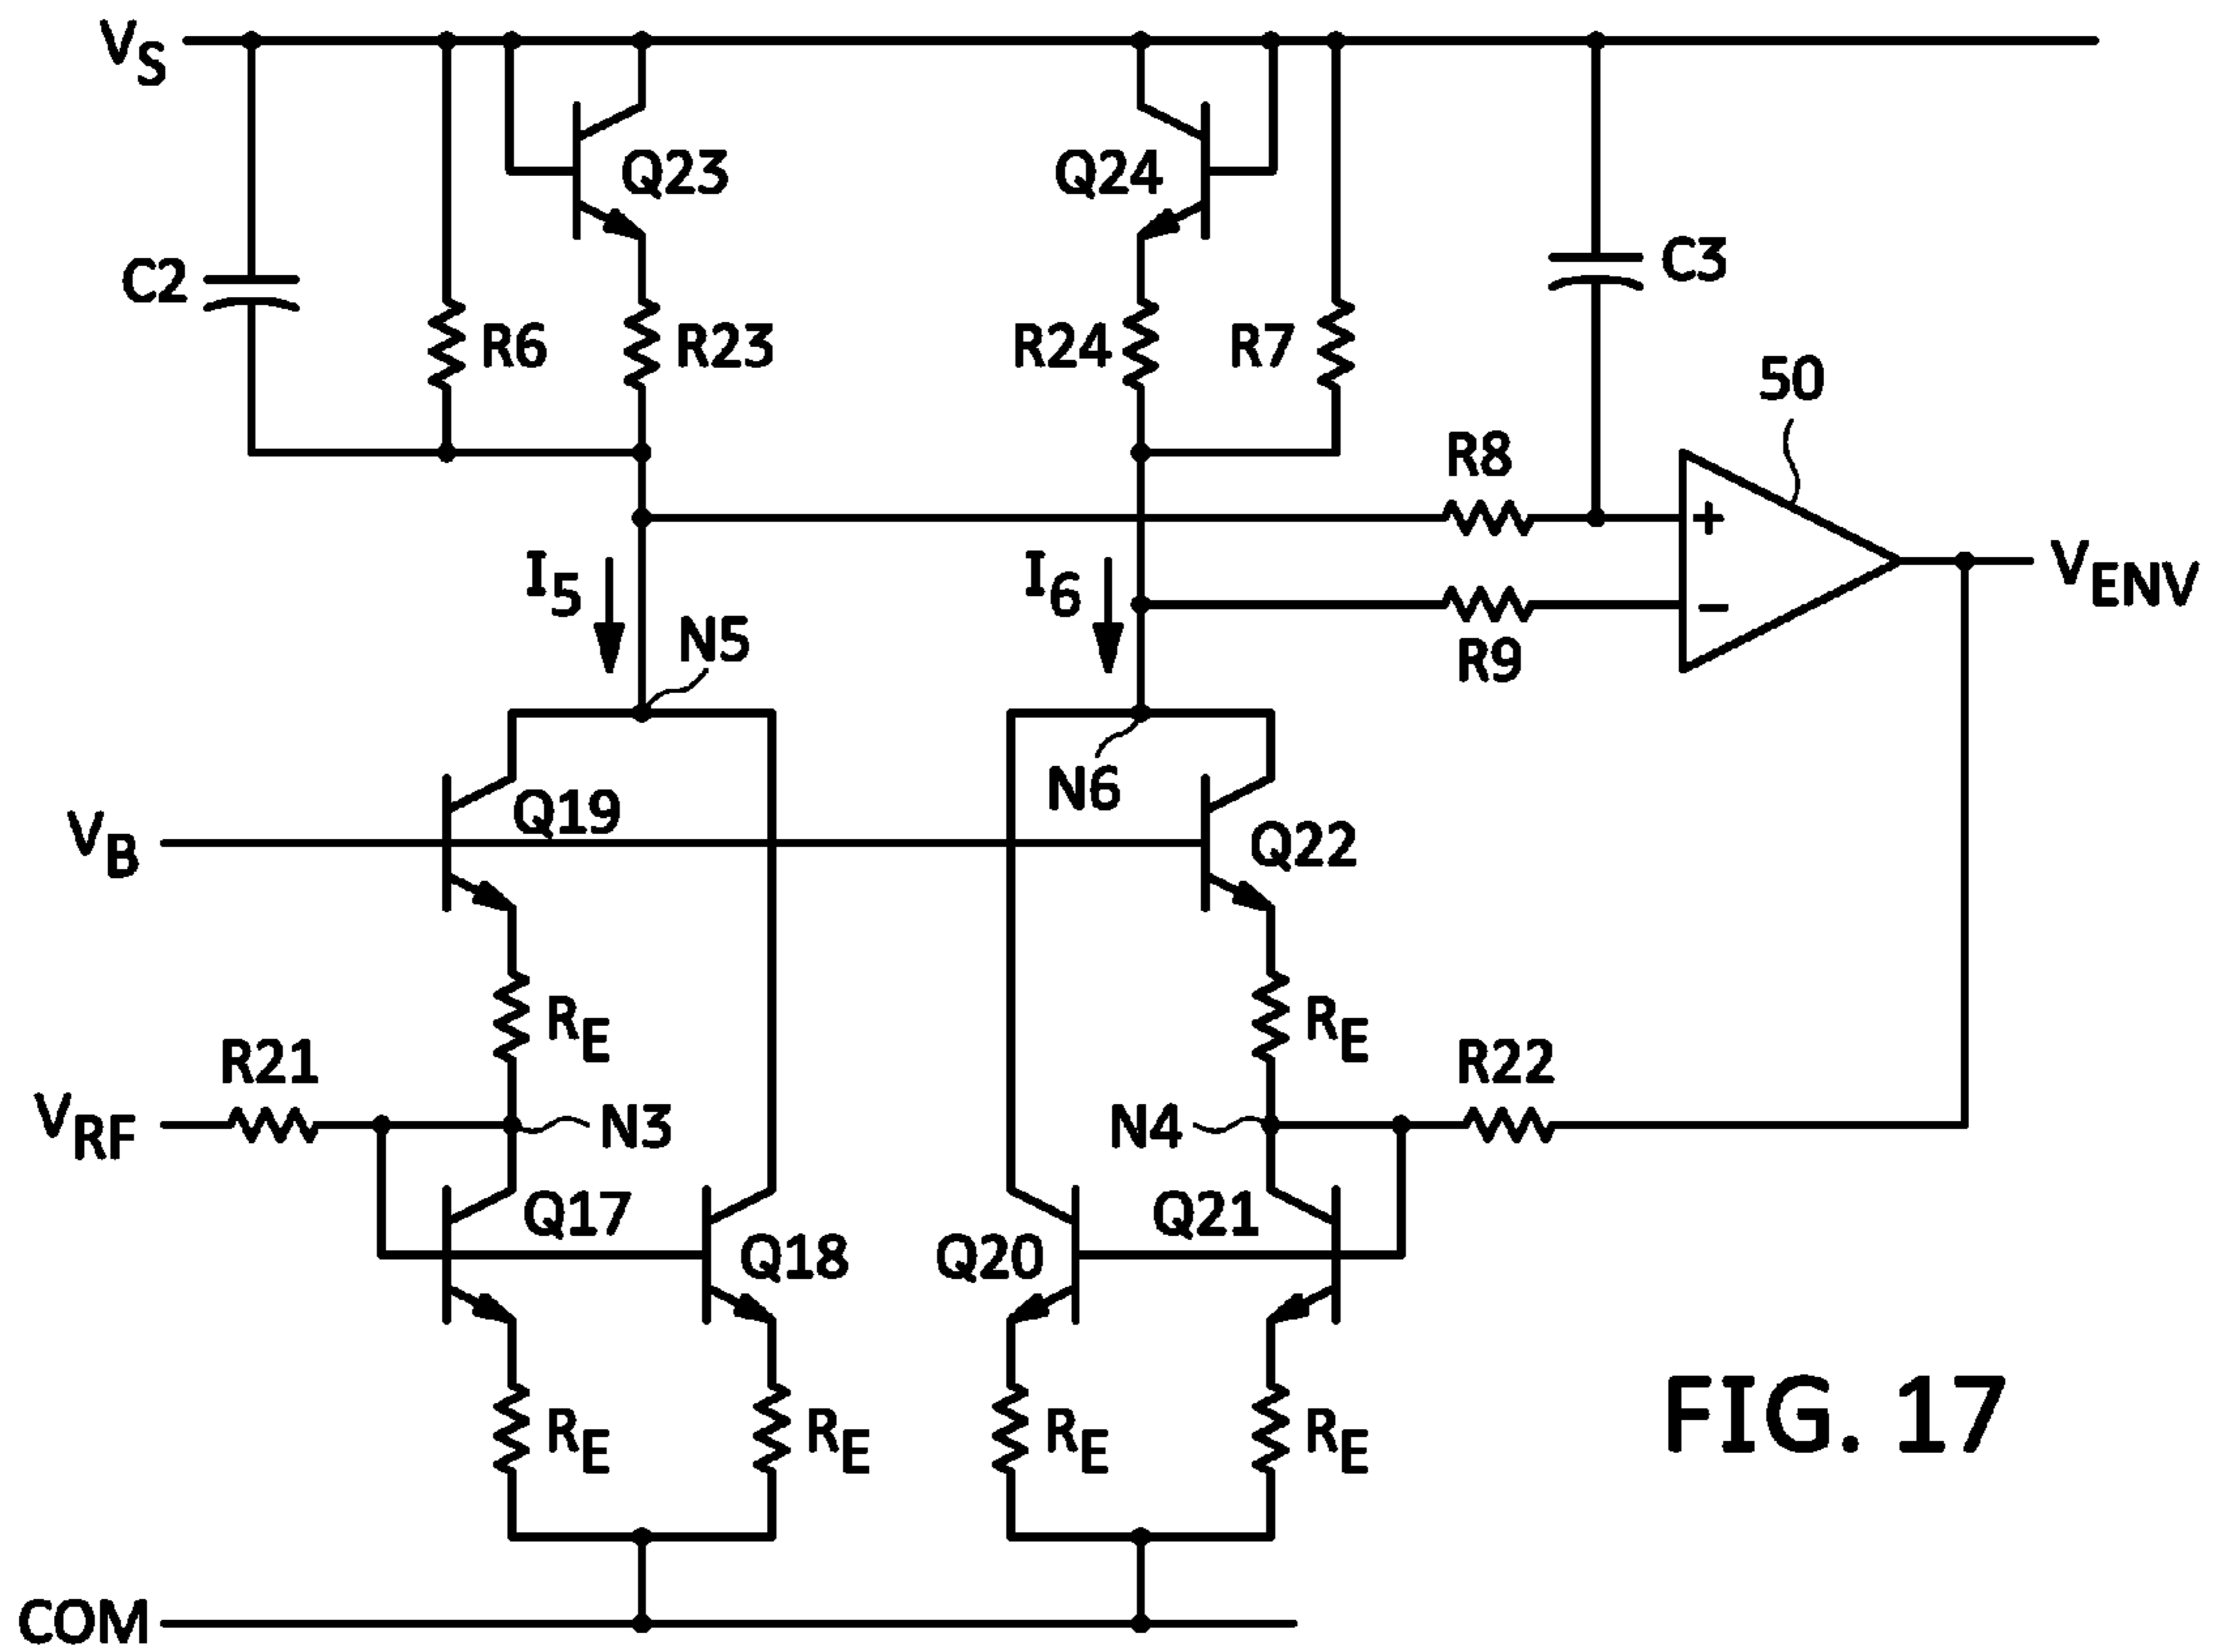 VS
Q23
Q24
C2
C3
R6
R23
R24
R7
50
R8
+
I5
I6
VENV
−
N5
R9
N6
Q19
VB
Q22
RE
RE
R21
R22
VRF
N3
N4
Q17
Q21
Q18
Q20
RE
RE
RE
RE
FIG. 17
COM